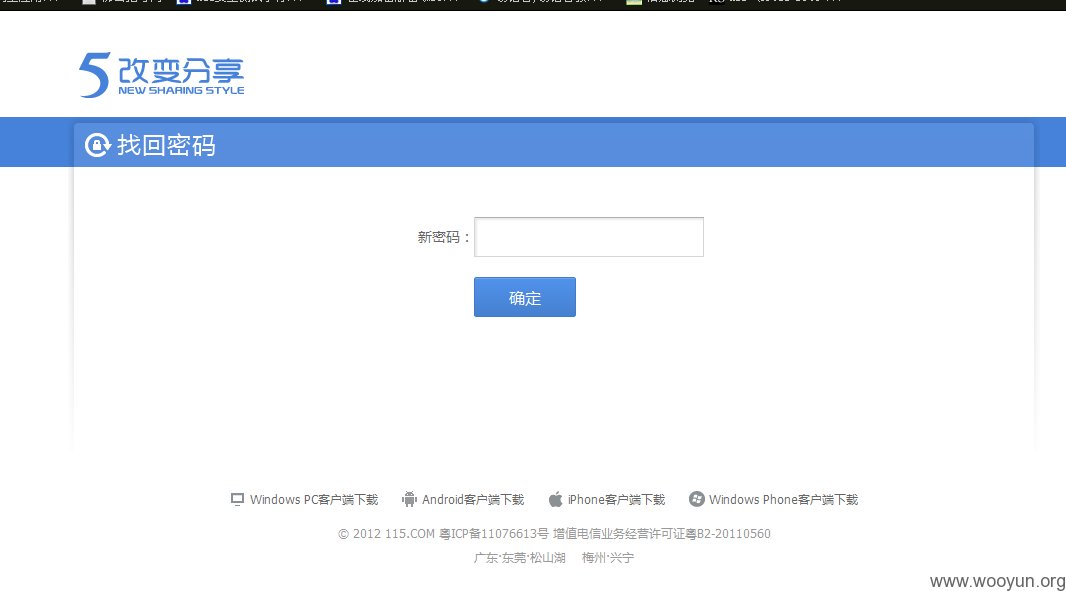 5 改变分享
NEW SHARING STYLE
找回密码
新密码：
确定
Windows PC客户端下载 Android客户端下载 iPhone客户端下载 Windows Phone客户端下载
© 2012 115.COM 粤ICP备11076613号 增值电信业务经营许可证粤B2-20110560
广东·东莞·松山湖 梅州·兴宁
www.wooyun.org